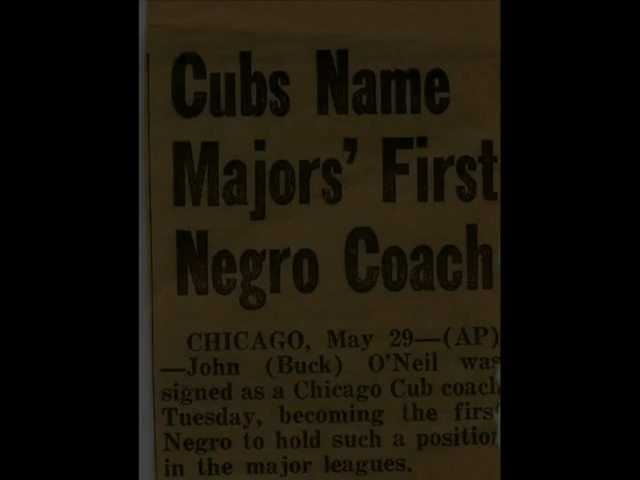 Cubs Name
Majors' First
Negro Coach
CHICAGO, May 29—(AP)
—John (Buck) O'Neil was
signed as a Chicago Cub coach
Tuesday, becoming the first
Negro to hold such a position
in the major leagues.